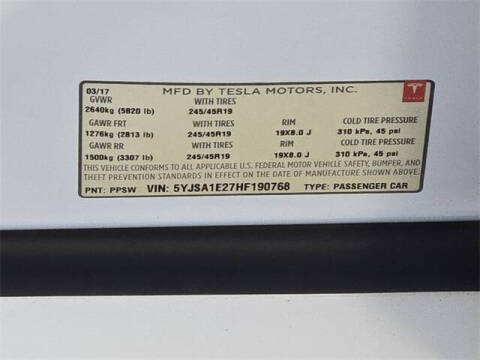 03/17 MFD BY TESLA MOTORS, INC.
GVWR WITH TIRES TESLA
2640kg (5820 lb) 245/45R19
GAWR FRT WITH TIRES RIM COLD TIRE PRESSURE
1276kg (2813 lb) 245/45R19 19X8.0 J 310 kPa, 45 psi
GAWR RR WITH TIRES RIM COLD TIRE PRESSURE
1500kg (3307 lb) 245/45R19 19X8.0 J 310 kPa, 45 psi
THIS VEHICLE CONFORMS TO ALL APPLICABLE U.S. FEDERAL MOTOR VEHICLE SAFETY, BUMPER, AND
THEFT PREVENTION STANDARDS IN EFFECT ON THE DATE OF MANUFACTURE SHOWN ABOVE.
PNT: PPSW VIN: 5YJSA1E27HF190768 TYPE: PASSENGER CAR